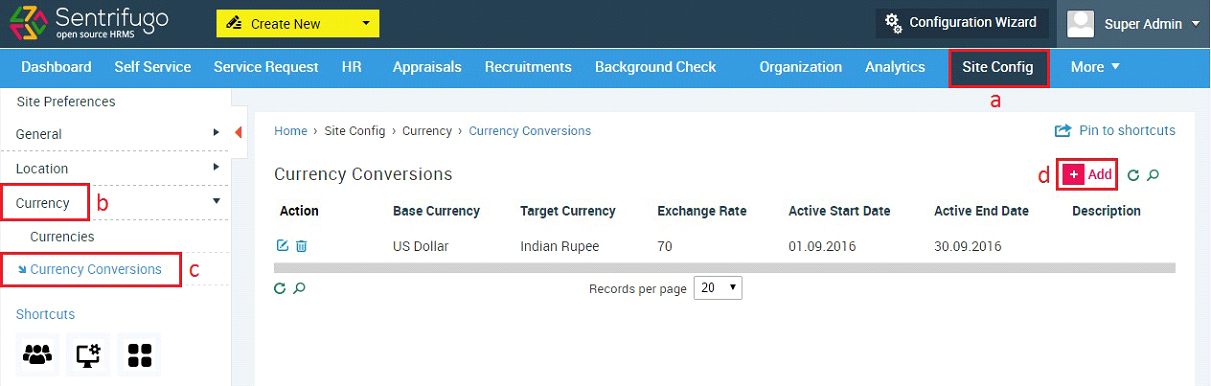 Sentrifugo
open source HRMS
Create New
Configuration Wizard
Super Admin
Dashboard Self Service Service Request HR Appraisals Recruitments Background Check Organization Analytics Site Config More
a
Site Preferences
General
Location
Currency
b
Currencies
Currency Conversions
c
Shortcuts
Home › Site Config › Currency › Currency Conversions
Pin to shortcuts
Currency Conversions
d
+ Add
Action Base Currency Target Currency Exchange Rate Active Start Date Active End Date Description
US Dollar Indian Rupee 70 01.09.2016 30.09.2016
Records per page 20